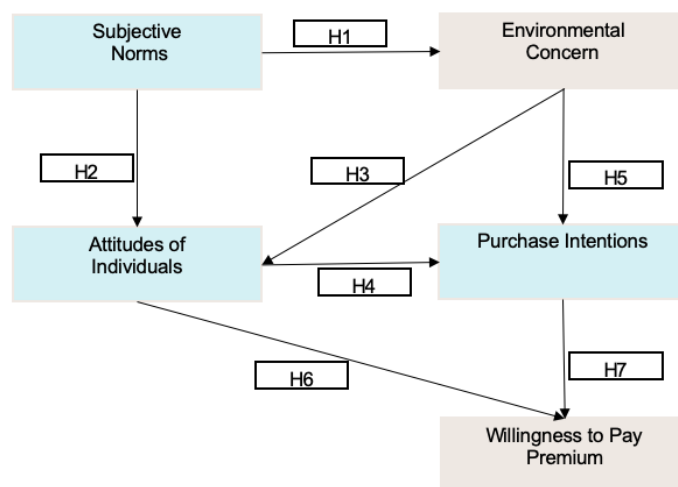 Subjective
Norms
H1
Environmental
Concern
H2
H3
H5
Attitudes of
Individuals
H4
Purchase Intentions
H6
H7
Willingness to Pay
Premium